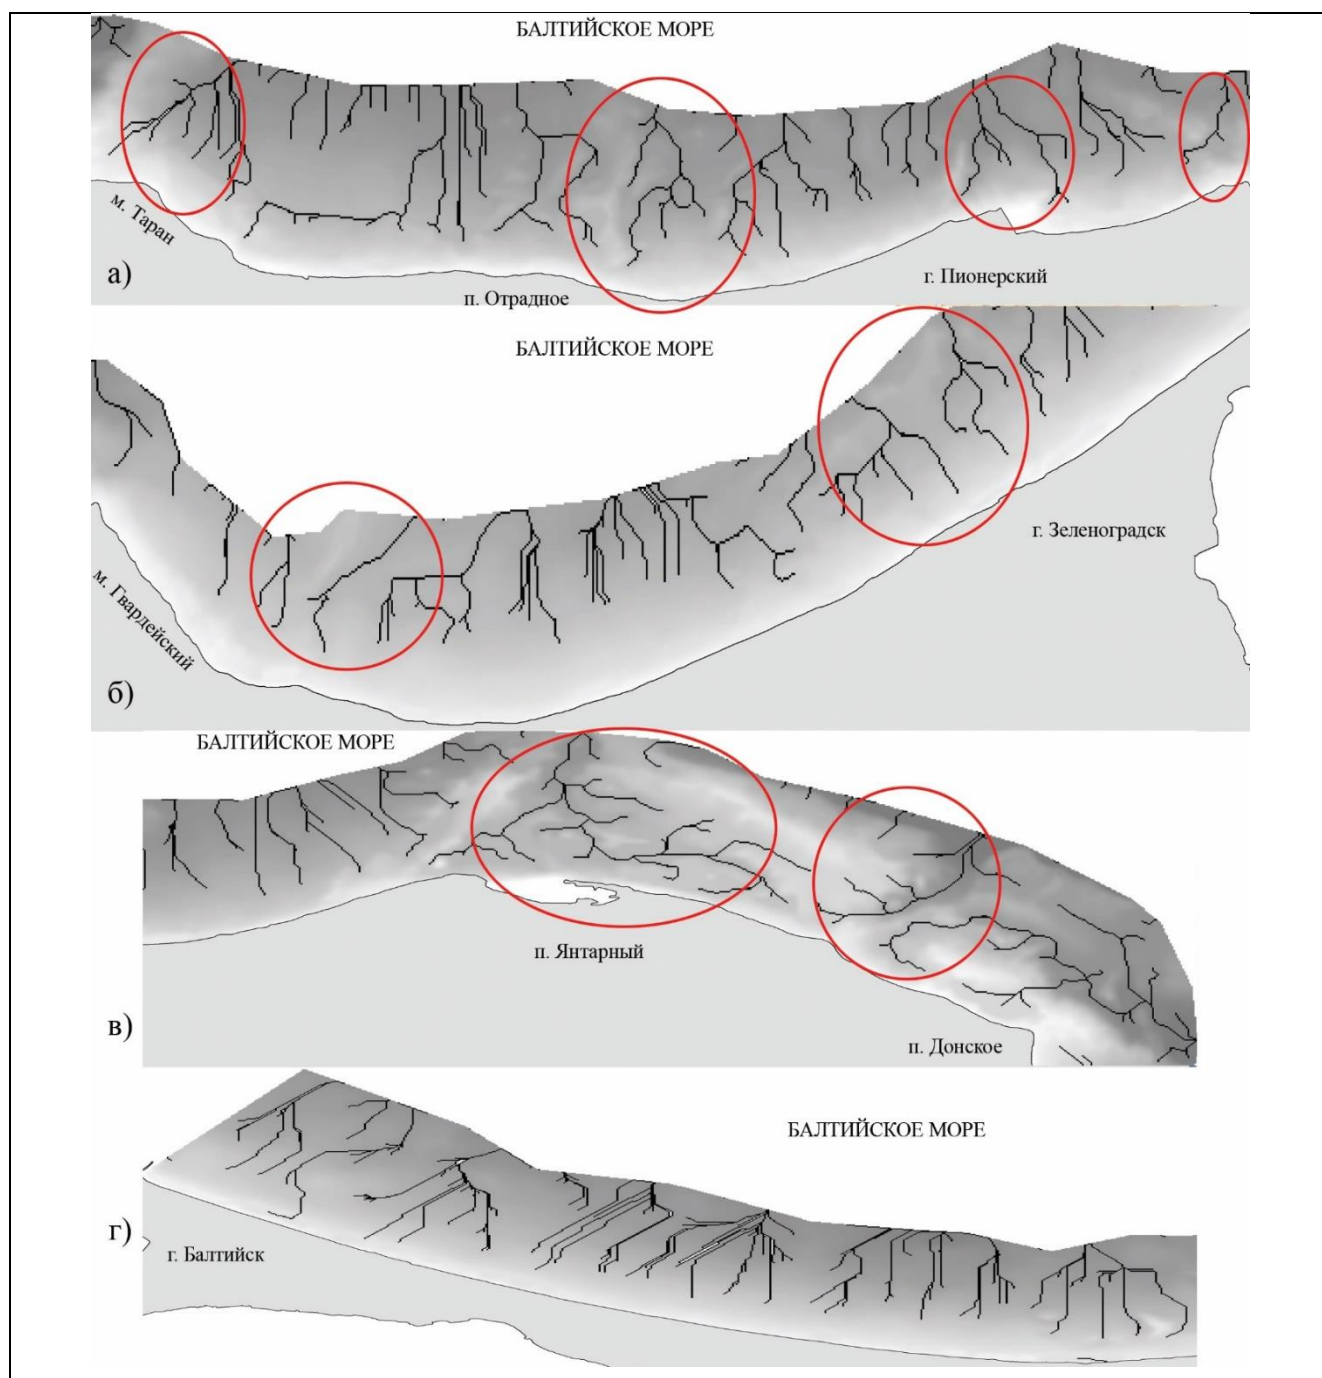 БАЛТИЙСКОЕ МОРЕ
м. Таран
а)
п. Отрадное
г. Пионерский
БАЛТИЙСКОЕ МОРЕ
м. Гвардейский
г. Зеленоградск
б)
БАЛТИЙСКОЕ МОРЕ
п. Янтарный
в)
п. Донское
БАЛТИЙСКОЕ МОРЕ
г)
г. Балтийск